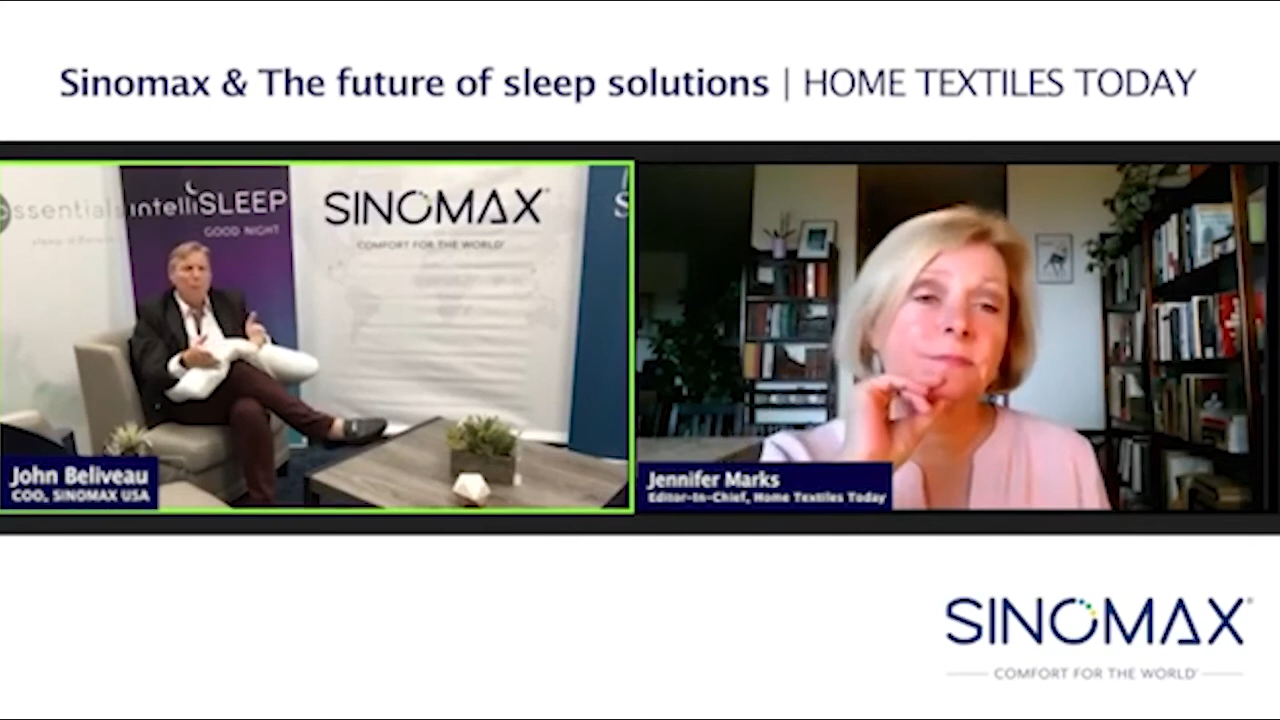 Sinomax & The future of sleep solutions | HOME TEXTILES TODAY
essentials
intelliSLEEP
GOOD NIGHT
SINOMAX
COMFORT FOR THE WORLD
John Beliveau
COO, SINOMAX USA
Jennifer Marks
Editor-In-Chief, Home Textiles Today
SINOMAX®
COMFORT FOR THE WORLD